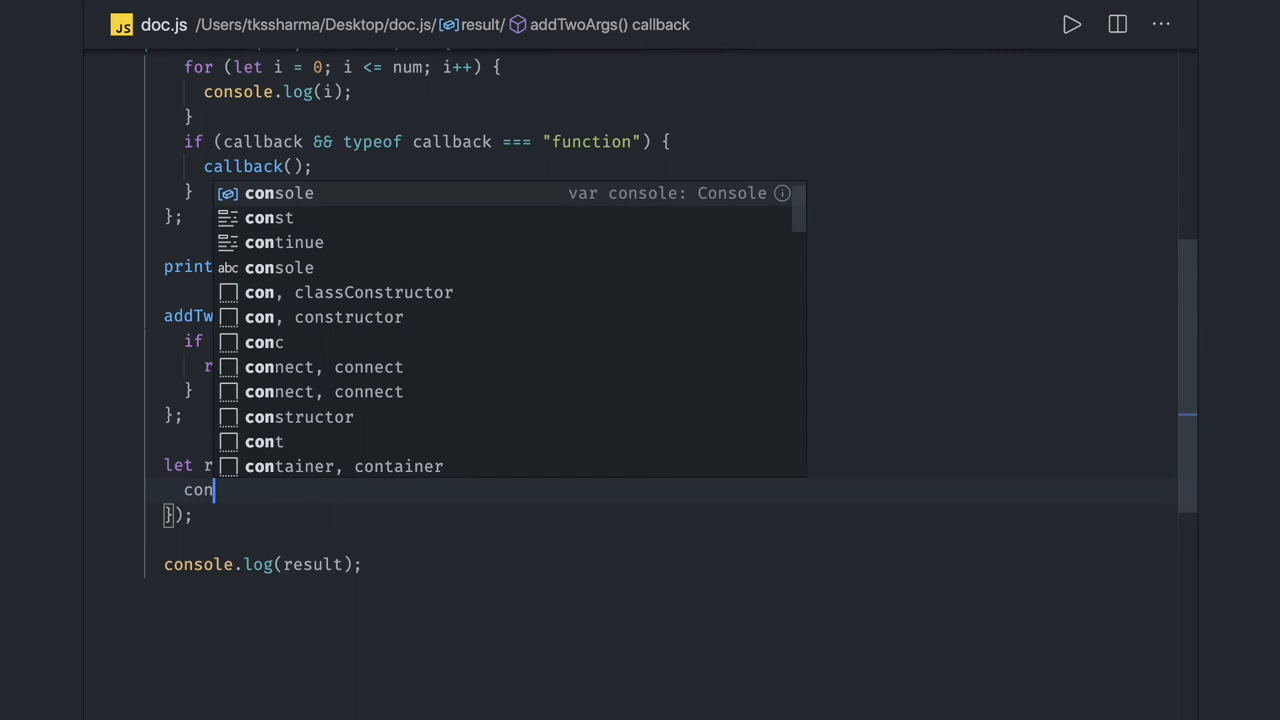 JS doc.js /Users/tkssharma/Desktop/doc.js/result/ addTwoArgs() callback
for (let i = 0; i <= num; i++) {
console.log(i);
}
if (callback && typeof callback === "function") {
callback();
}
console var console: Console
};
const
continue
print
abc console
con, classConstructor
addTw
con, constructor
if
conc
r
connect, connect
}
connect, connect
};
constructor
cont
let r
container, container
con
});
console.log(result);